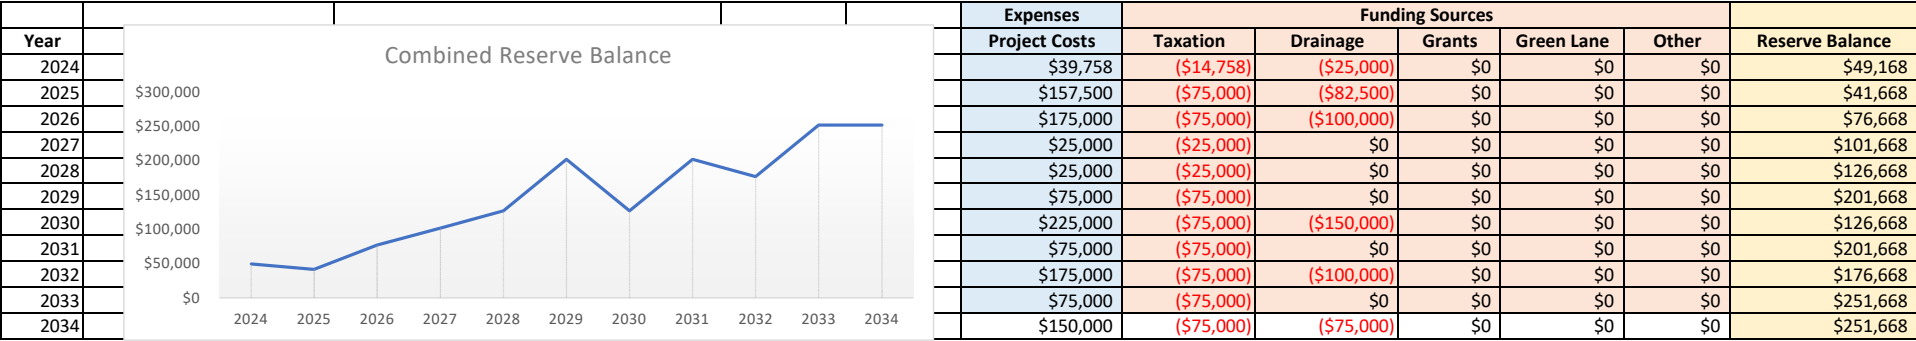 Expenses Funding Sources
Year Project Costs Taxation Drainage Grants Green Lane Other Reserve Balance
2024 $39,758 ($14,758) ($25,000) $0 $0 $0 $49,168
2025 $157,500 ($75,000) ($82,500) $0 $0 $0 $41,668
2026 $175,000 ($75,000) ($100,000) $0 $0 $0 $76,668
2027 $25,000 ($25,000) $0 $0 $0 $0 $101,668
2028 $25,000 ($25,000) $0 $0 $0 $0 $126,668
2029 $75,000 ($75,000) $0 $0 $0 $0 $201,668
2030 $225,000 ($75,000) ($150,000) $0 $0 $0 $126,668
2031 $75,000 ($75,000) $0 $0 $0 $0 $201,668
2032 $175,000 ($75,000) ($100,000) $0 $0 $0 $176,668
2033 $75,000 ($75,000) $0 $0 $0 $0 $251,668
2034 $150,000 ($75,000) ($75,000) $0 $0 $0 $251,668
Combined Reserve Balance
$300,000
$250,000
$200,000
$150,000
$100,000
$50,000
$0
2024 2025 2026 2027 2028 2029 2030 2031 2032 2033 2034